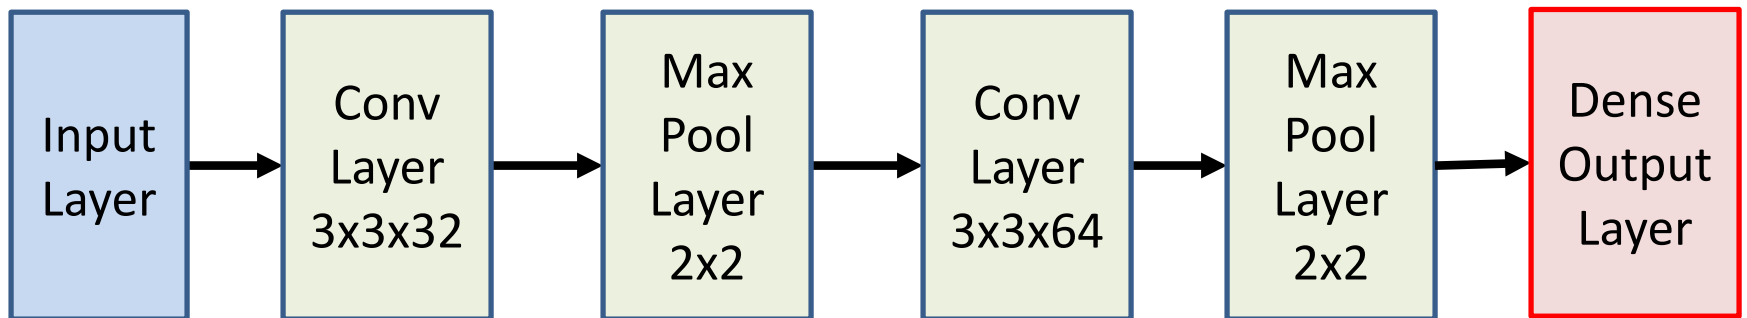 Input
Layer
Conv
Layer
3x3x32
Max
Pool
Layer
2x2
Conv
Layer
3x3x64
Max
Pool
Layer
2x2
Dense
Output
Layer